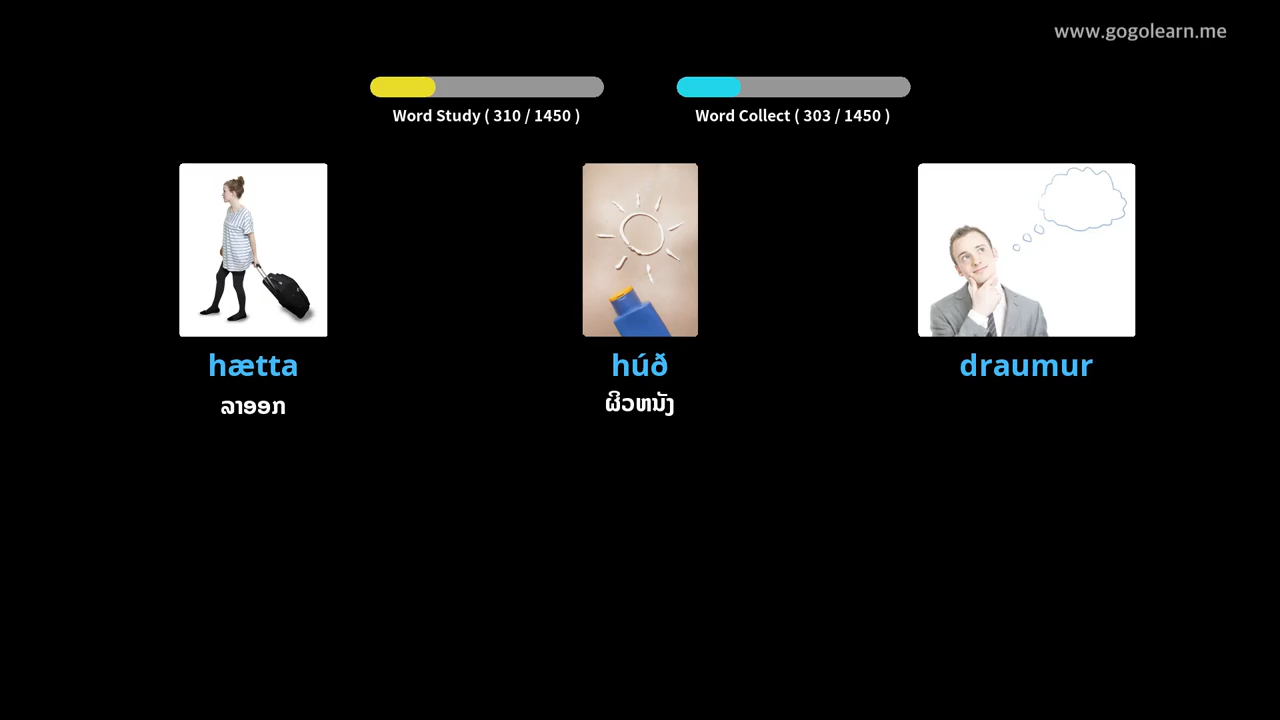 www.gogolearn.me
Word Study ( 310 / 1450 )
Word Collect ( 303 / 1450 )
hætta
húð
draumur
ລາອອກ
ຜິວຫນັງ